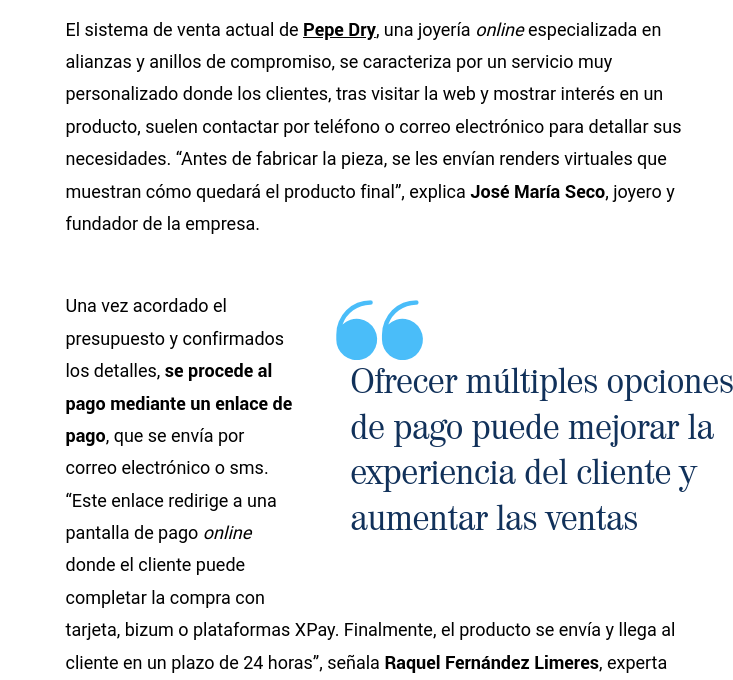 El sistema de venta actual de Pepe Dry, una joyería online especializada en
alianzas y anillos de compromiso, se caracteriza por un servicio muy
personalizado donde los clientes, tras visitar la web y mostrar interés en un
producto, suelen contactar por teléfono o correo electrónico para detallar sus
necesidades. “Antes de fabricar la pieza, se les envían renders virtuales que
muestran cómo quedará el producto final”, explica José María Seco, joyero y
fundador de la empresa.
Una vez acordado el
presupuesto y confirmados
los detalles, se procede al
pago mediante un enlace de
pago, que se envía por
correo electrónico o sms.
“Este enlace redirige a una
pantalla de pago online
donde el cliente puede
completar la compra con
tarjeta, bizum o plataformas XPay. Finalmente, el producto se envía y llega al
cliente en un plazo de 24 horas”, señala Raquel Fernández Limeres, experta
“
Ofrecer múltiples opciones
de pago puede mejorar la
experiencia del cliente y
aumentar las ventas